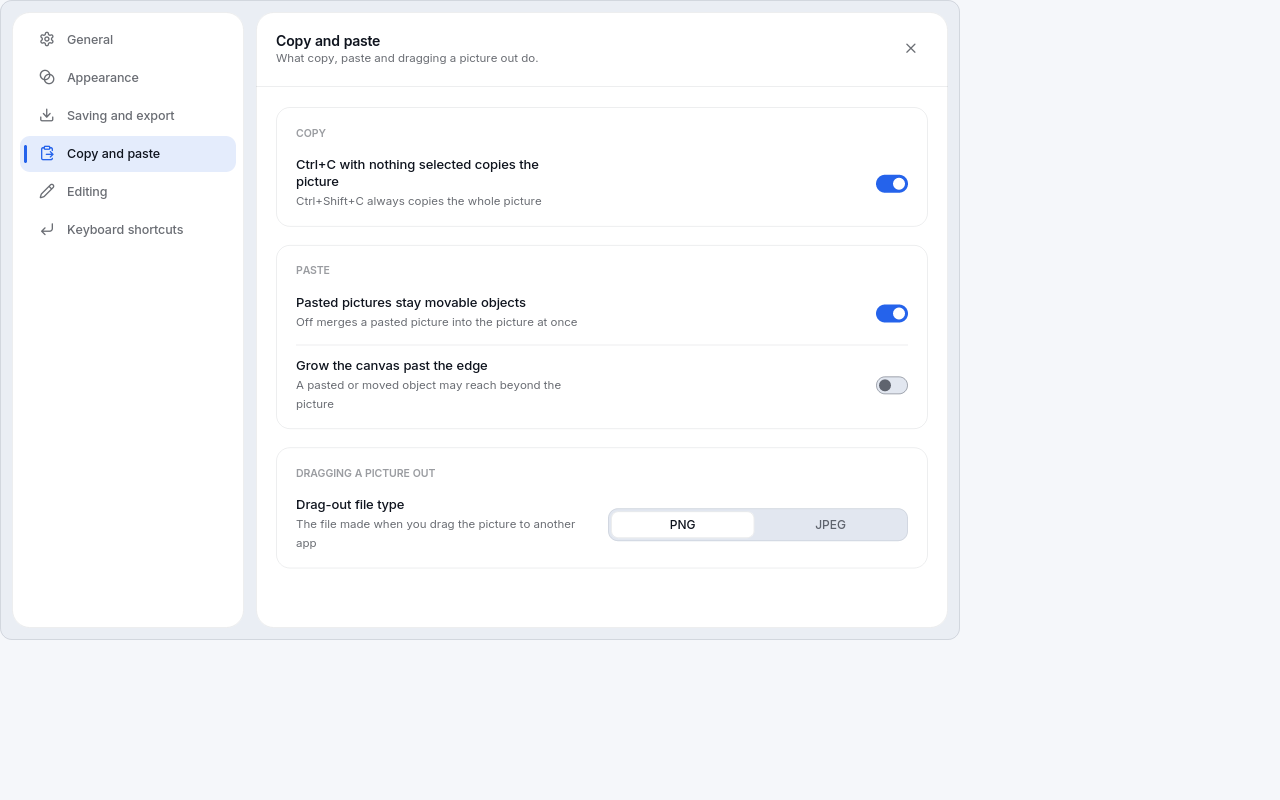 General
Appearance
Saving and export
Copy and paste
Editing
Keyboard shortcuts
Copy and paste
What copy, paste and dragging a picture out do.
COPY
Ctrl+C with nothing selected copies the
picture
Ctrl+Shift+C always copies the whole picture
PASTE
Pasted pictures stay movable objects
Off merges a pasted picture into the picture at once
Grow the canvas past the edge
A pasted or moved object may reach beyond the
picture
DRAGGING A PICTURE OUT
Drag-out file type
The file made when you drag the picture to another
app
PNG
JPEG